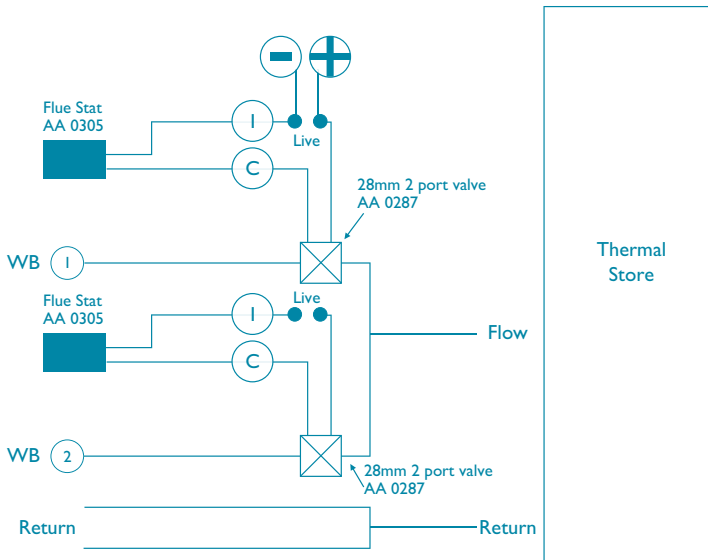 Flue Stat
AA 0305
I
Live
C
28mm 2 port valve
AA 0287
WB
I
Thermal
Store
Flue Stat
AA 0305
Live
I
Flow
C
WB
2
28mm 2 port valve
AA 0287
Return
Return